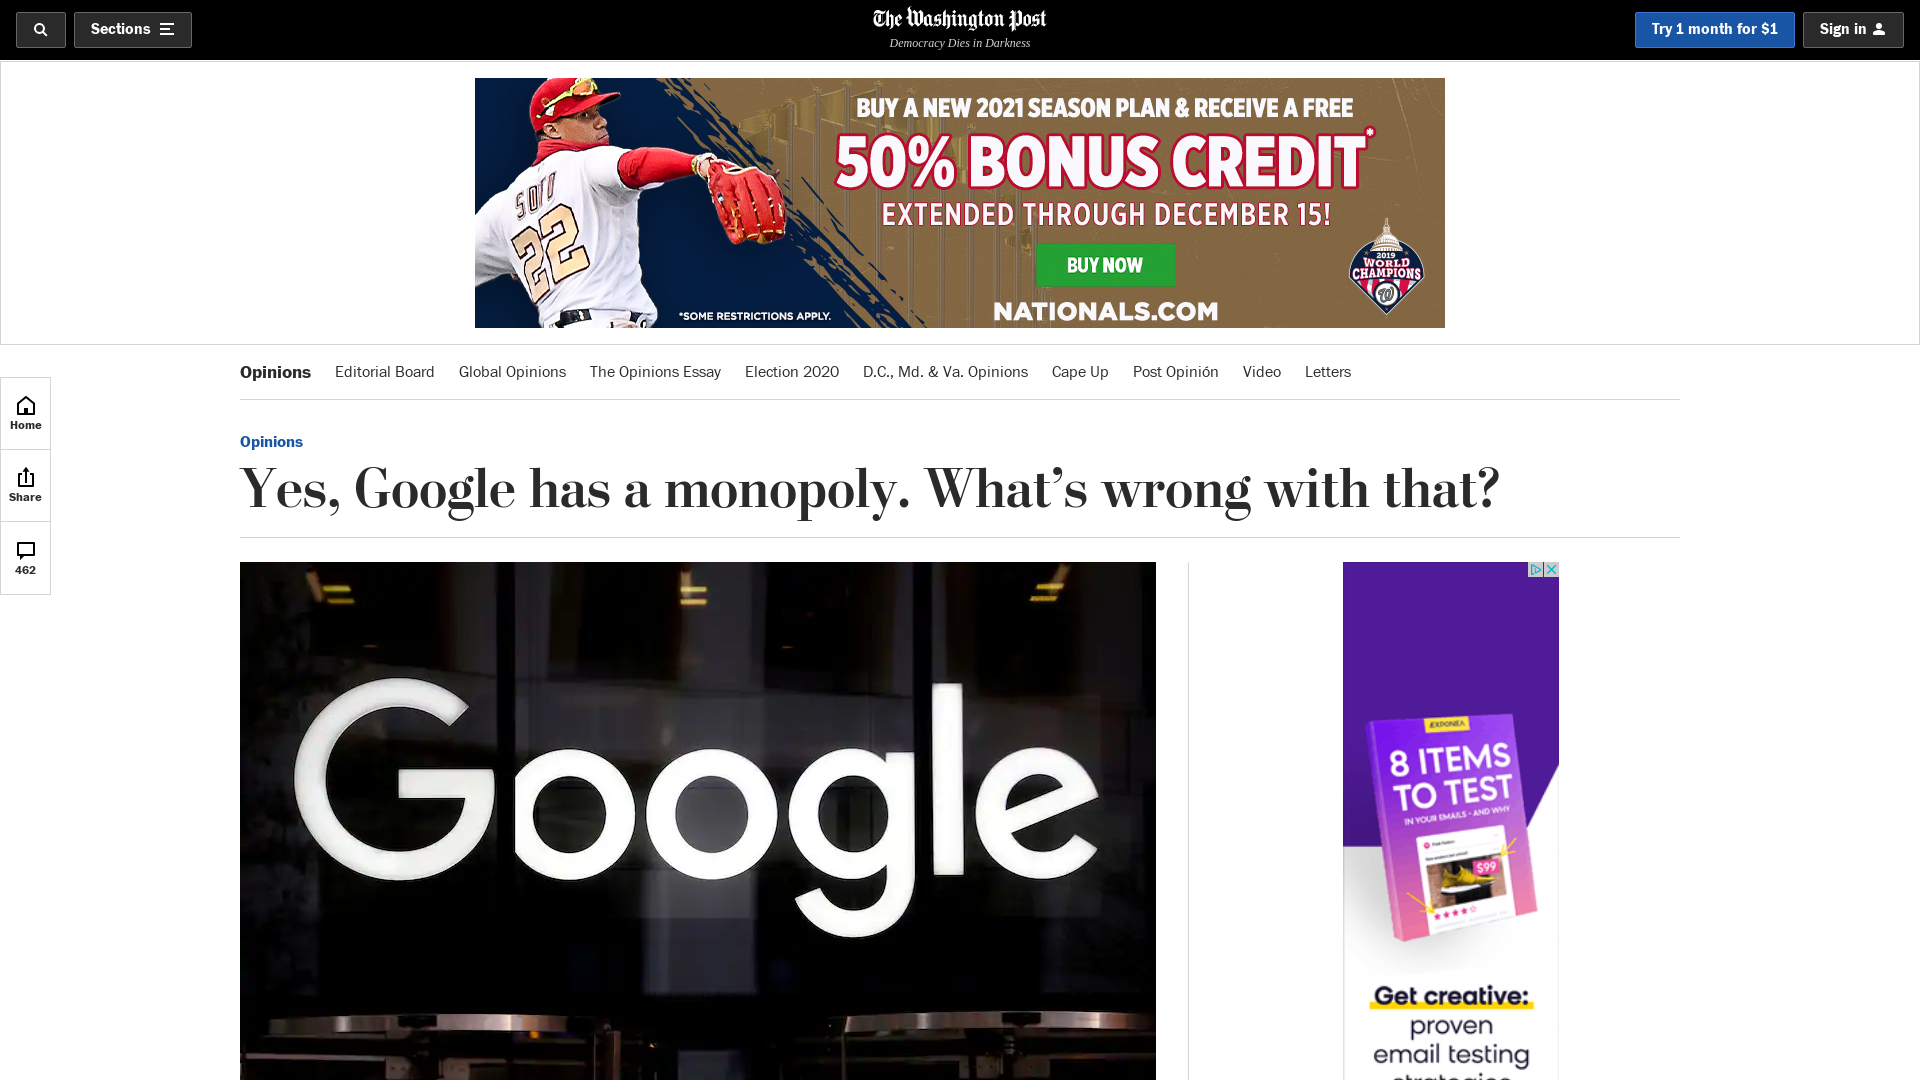 Sections
The Washington Post
Democracy Dies in Darkness
Try 1 month for $1
Sign in
BUY A NEW 2021 SEASON PLAN & RECEIVE A FREE
50% BONUS CREDIT*
EXTENDED THROUGH DECEMBER 15!
BUY NOW
NATIONALS.COM
*SOME RESTRICTIONS APPLY.
22
2019
WORLD
CHAMPIONS
W
Opinions
Editorial Board
Global Opinions
The Opinions Essay
Election 2020
D.C., Md. & Va. Opinions
Cape Up
Post Opinión
Video
Letters
Home
Share
462
Opinions
Yes, Google has a monopoly. What’s wrong with that?
Google
EXPONEA
8 ITEMS
TO TEST
IN YOUR EMAILS - AND WHY
$99
Get creative:
proven
email testing
strategies